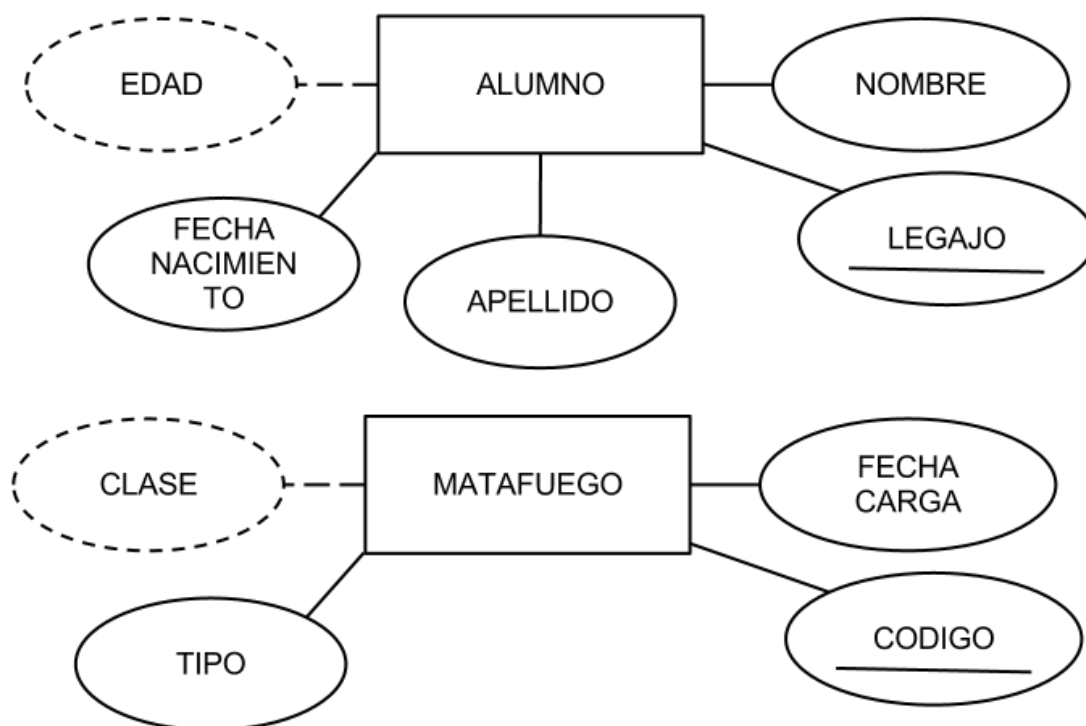 EDAD
ALUMNO
NOMBRE
FECHA
NACIMIEN
TO
APELLIDO
LEGAJO
CLASE
MATAFUEGO
FECHA
CARGA
TIPO
CODIGO